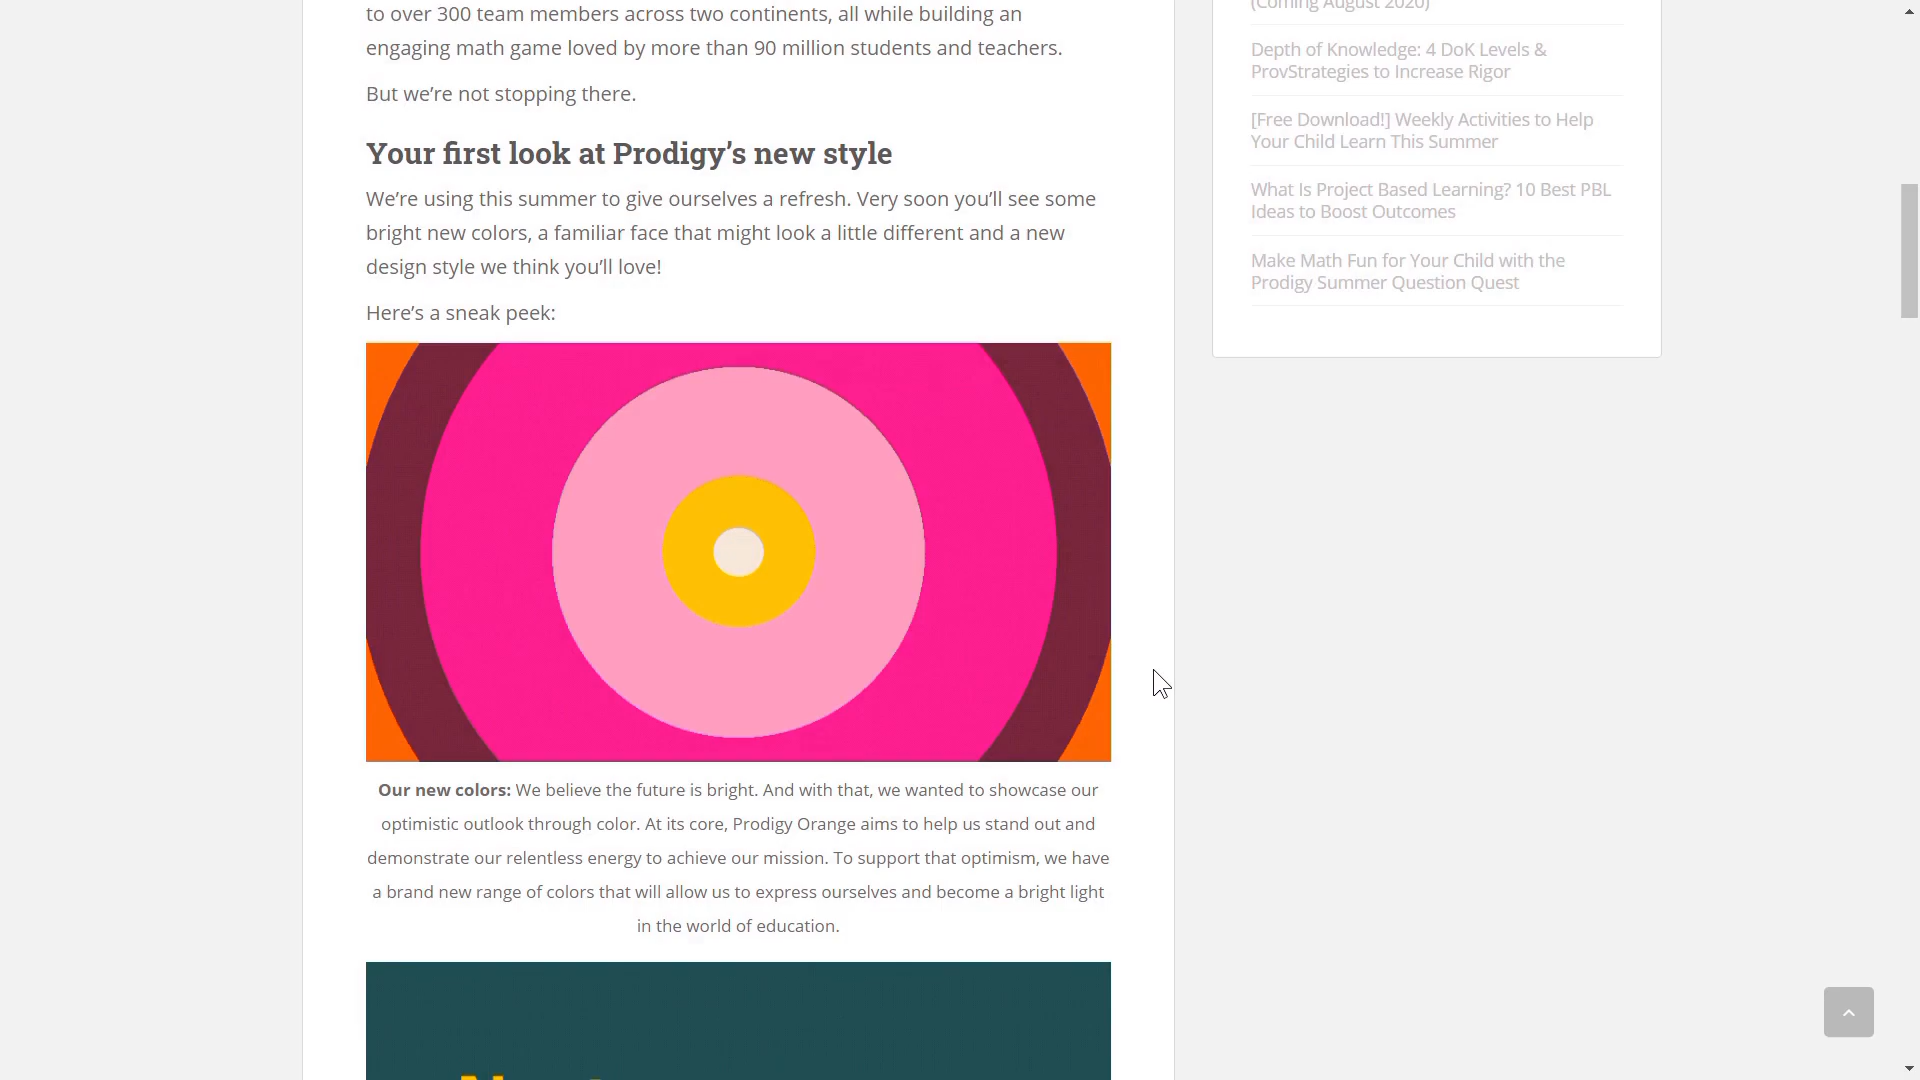 to over 300 team members across two continents, all while building an
engaging math game loved by more than 90 million students and teachers.
But we’re not stopping there.
Your first look at Prodigy’s new style
We’re using this summer to give ourselves a refresh. Very soon you’ll see some
bright new colors, a familiar face that might look a little different and a new
design style we think you’ll love!
Here’s a sneak peek:
Our new colors: We believe the future is bright. And with that, we wanted to showcase our
optimistic outlook through color. At its core, Prodigy Orange aims to help us stand out and
demonstrate our relentless energy to achieve our mission. To support that optimism, we have
a brand new range of colors that will allow us to express ourselves and become a bright light
in the world of education.
(Coming August 2020)
Depth of Knowledge: 4 DoK Levels &
ProvStrategies to Increase Rigor
[Free Download!] Weekly Activities to Help
Your Child Learn This Summer
What Is Project Based Learning? 10 Best PBL
Ideas to Boost Outcomes
Make Math Fun for Your Child with the
Prodigy Summer Question Quest